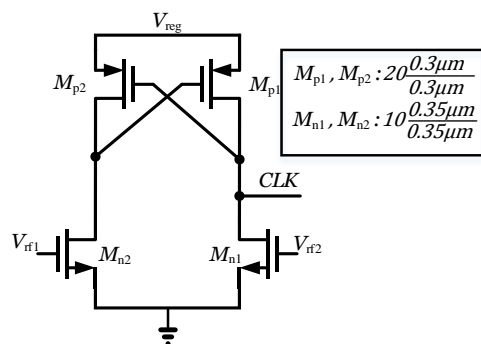 V_reg
M_p2
M_p1
M_p1 , M_p2 : 20 0.3μm/0.3μm
M_n1 , M_n2 : 10 0.35μm/0.35μm
CLK
V_rf1
M_n2
M_n1
V_rf2